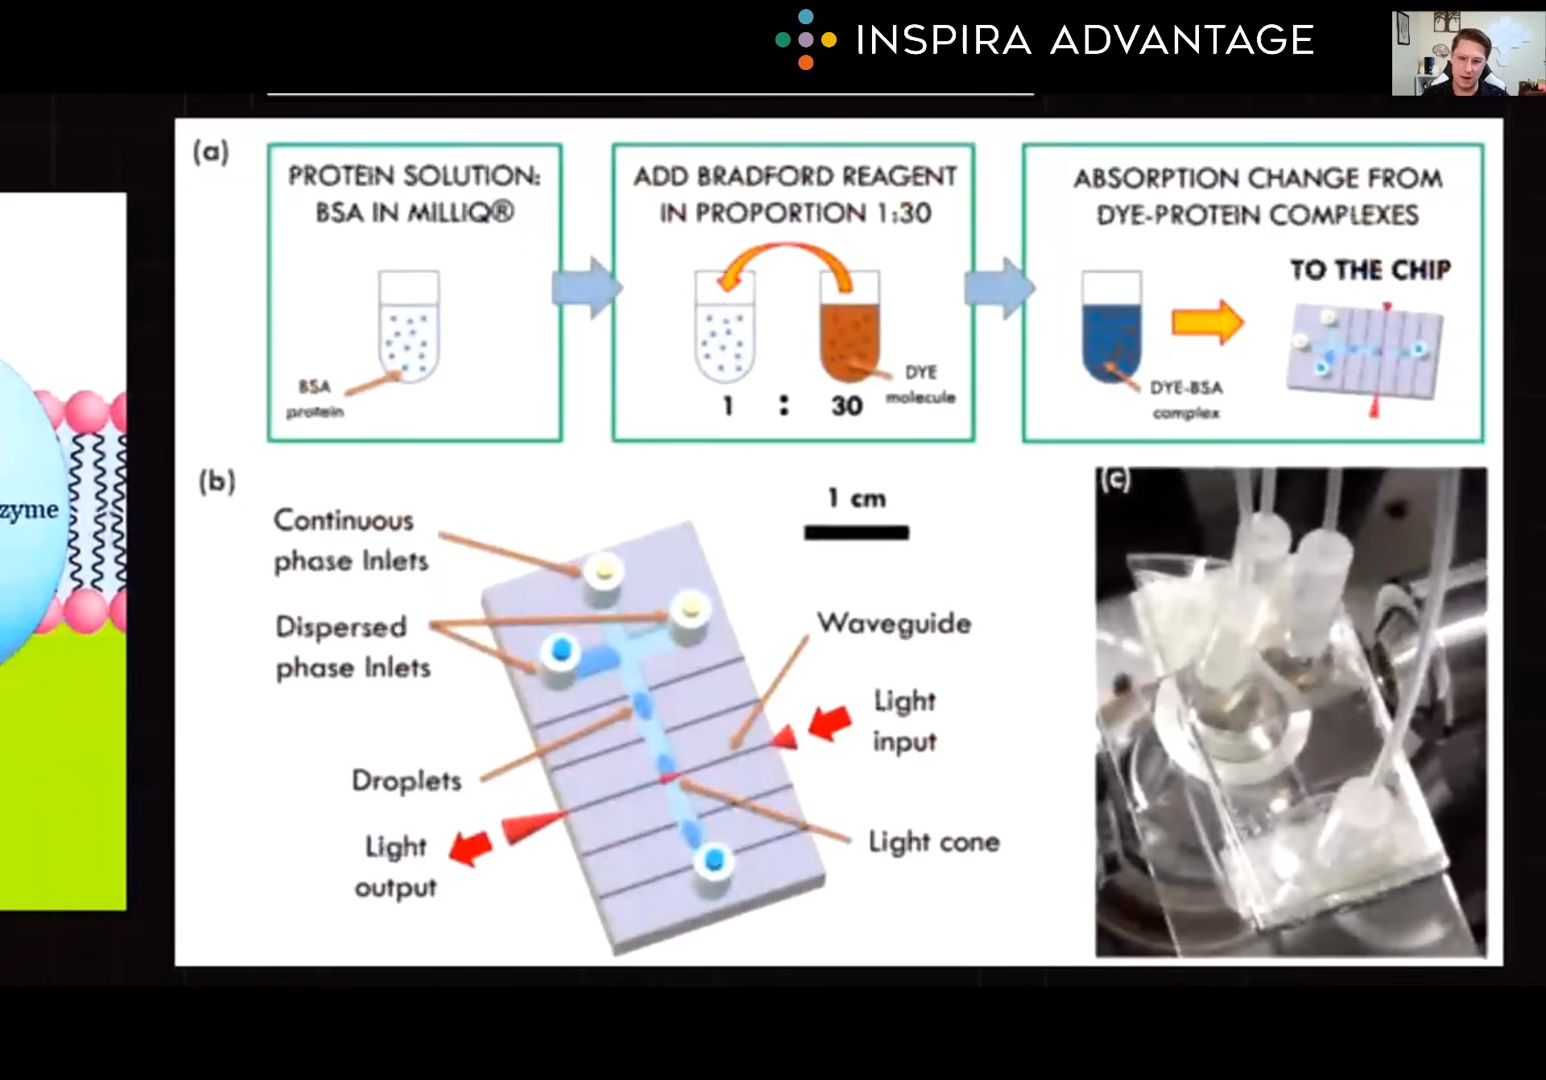 INSPIRA ADVANTAGE
(a)
PROTEIN SOLUTION:
BSA IN MILLIQ®
BSA
protein
ADD BRADFORD REAGENT
IN PROPORTION 1:30
DYE
molecule
1 : 30
ABSORPTION CHANGE FROM
DYE-PROTEIN COMPLEXES
TO THE CHIP
DYE-BSA
complex
zyme
(b)
1 cm
Continuous
phase Inlets
Dispersed
phase Inlets
Waveguide
Light
input
Droplets
Light
output
Light cone
(c)